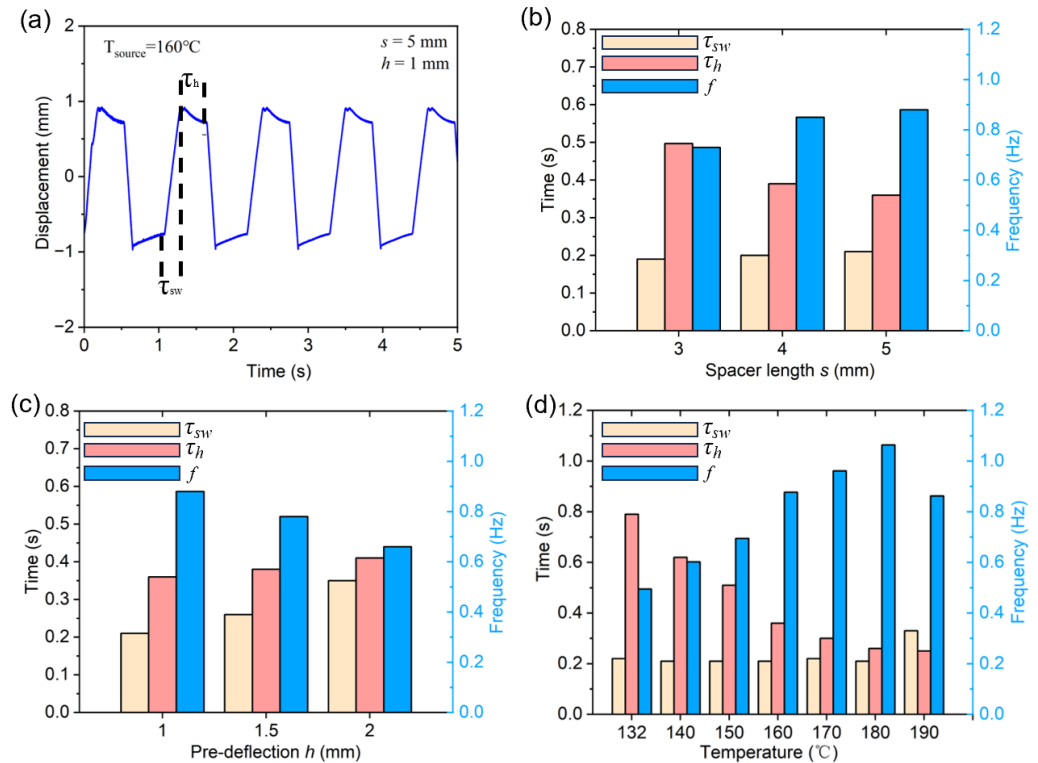 (a)
T_source=160℃
s = 5 mm
h = 1 mm
τ_h
τ_sw
Displacement (mm)
2
1
0
−1
−2
0 1 2 3 4 5
Time (s)
(b)
τ_sw
τ_h
f
Time (s)
0.8
0.7
0.6
0.5
0.4
0.3
0.2
0.1
0.0
Frequency (Hz)
1.2
1.0
0.8
0.6
0.4
0.2
0.0
3 4 5
Spacer length s (mm)
(c)
τ_sw
τ_h
f
Time (s)
0.8
0.7
0.6
0.5
0.4
0.3
0.2
0.1
0.0
Frequency (Hz)
1.2
1.0
0.8
0.6
0.4
0.2
0.0
1 1.5 2
Pre-deflection h (mm)
(d)
τ_sw
τ_h
f
Time (s)
1.2
1.0
0.8
0.6
0.4
0.2
0.0
Frequency (Hz)
1.2
1.0
0.8
0.6
0.4
0.2
0.0
132 140 150 160 170 180 190
Temperature (℃)